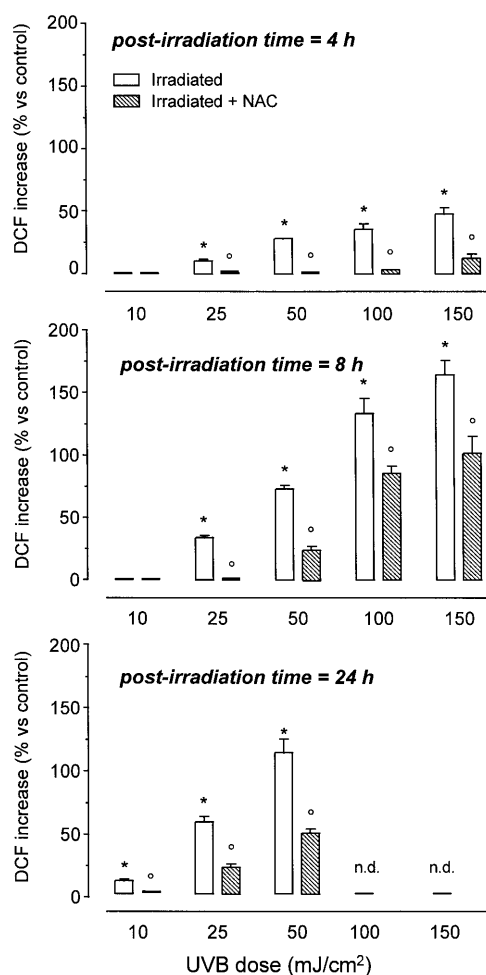 post-irradiation time = 4 h
Irradiated
Irradiated + NAC
DCF increase (% vs control)
200
150
100
50
0
* ° * ° * ° * °
10 25 50 100 150
post-irradiation time = 8 h
DCF increase (% vs control)
200
150
100
50
0
* ° * ° * ° * °
10 25 50 100 150
post-irradiation time = 24 h
DCF increase (% vs control)
200
150
100
50
0
* ° * ° * ° n.d. n.d.
10 25 50 100 150
UVB dose (mJ/cm²)